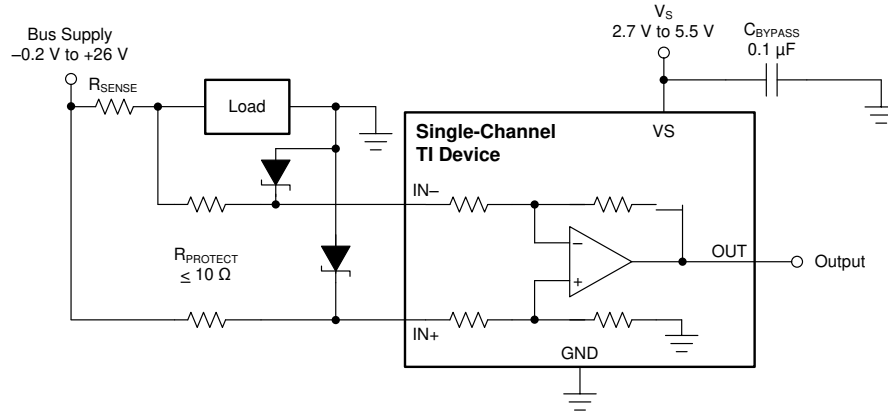 Bus Supply
–0.2 V to +26 V
RSENSE
Load
VS
2.7 V to 5.5 V
CBYPASS
0.1 µF
Single-Channel
TI Device
VS
IN–
RPROTECT
≤ 10 Ω
–
+
OUT
Output
IN+
GND